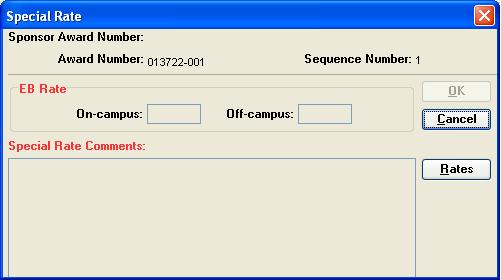 Special Rate
Sponsor Award Number:
Award Number: 013722-001 Sequence Number: 1
EB Rate
OK
On-campus: Off-campus:
Cancel
Special Rate Comments:
Rates